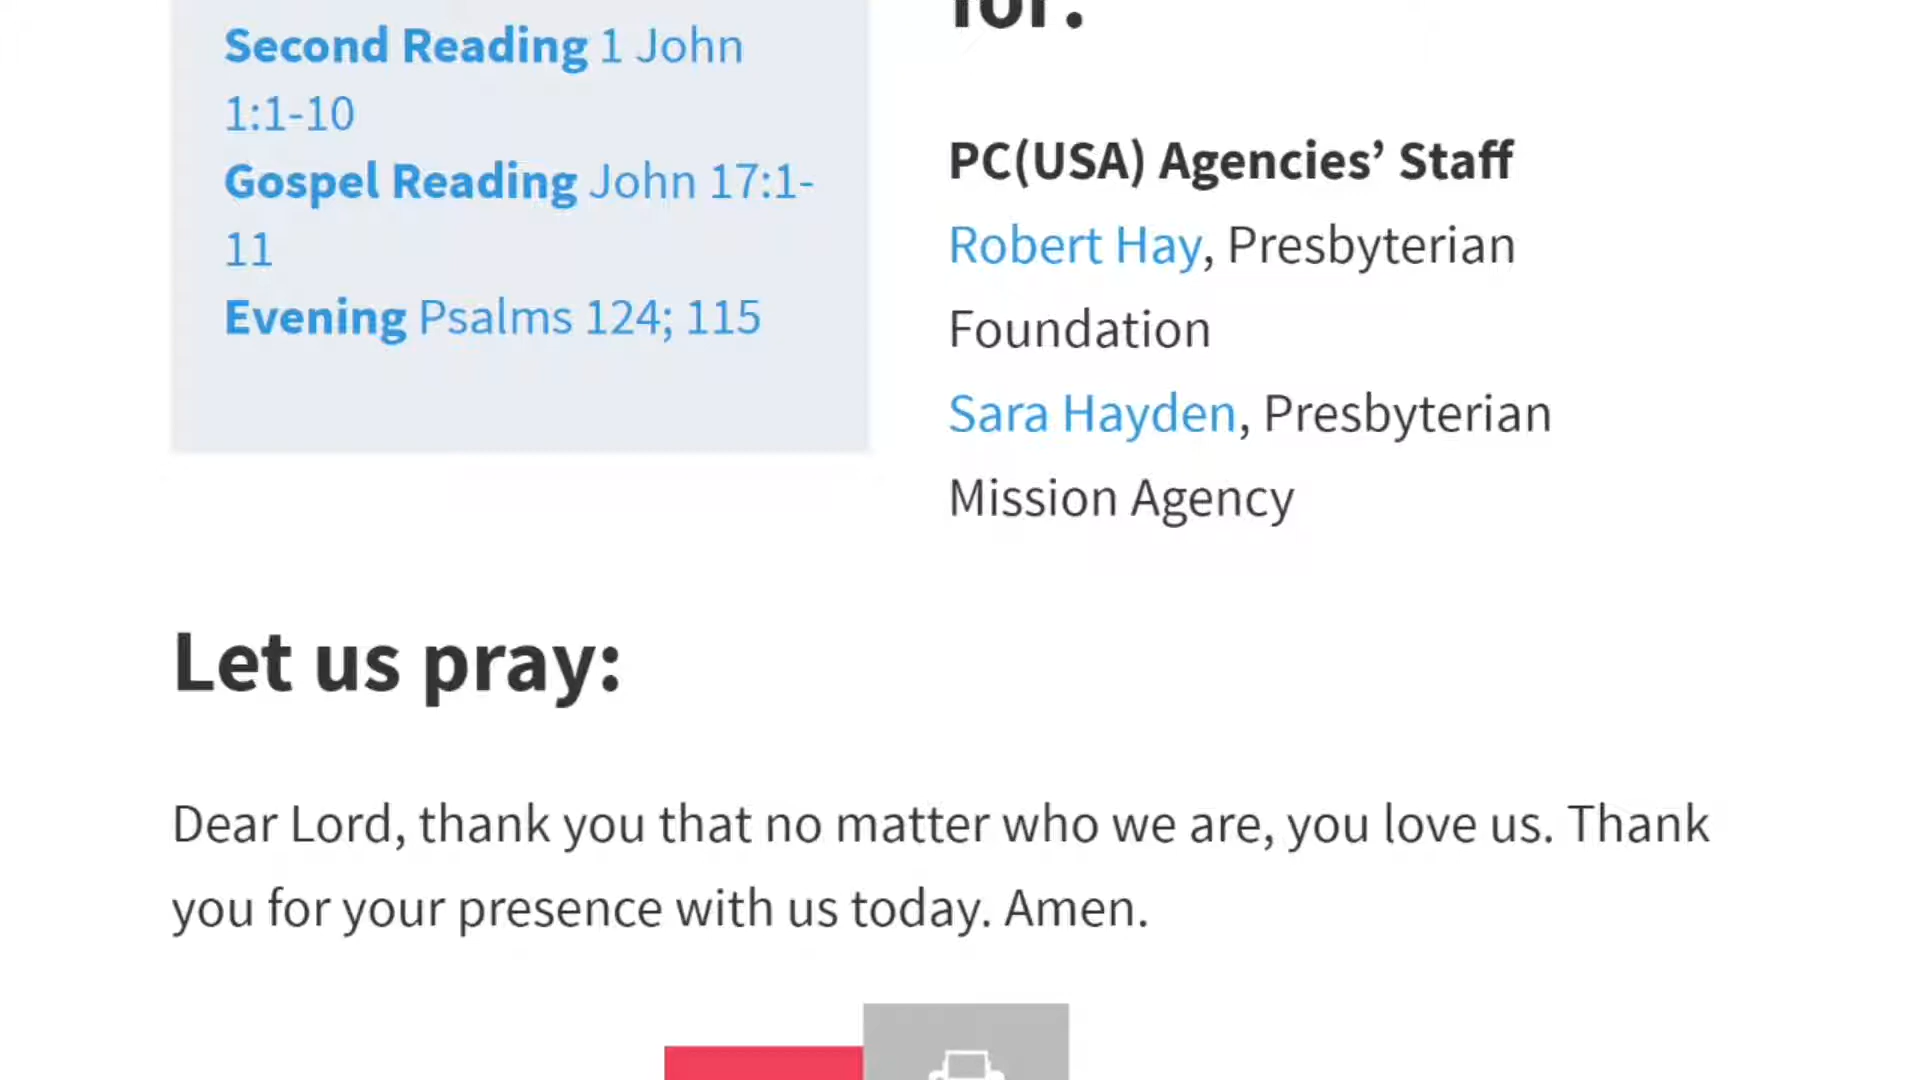 Second Reading 1 John
1:1-10
Gospel Reading John 17:1-
11
Evening Psalms 124; 115
for:
PC(USA) Agencies’ Staff
Robert Hay, Presbyterian
Foundation
Sara Hayden, Presbyterian
Mission Agency
Let us pray:
Dear Lord, thank you that no matter who we are, you love us. Thank
you for your presence with us today. Amen.